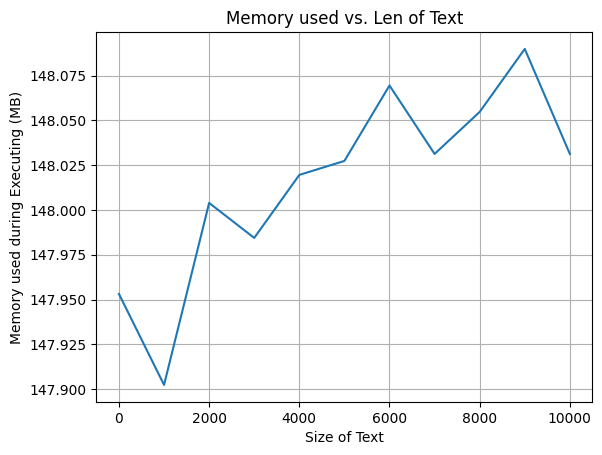 Memory used vs. Len of Text
Memory used during Executing (MB)
148.075
148.050
148.025
148.000
147.975
147.950
147.925
147.900
0 2000 4000 6000 8000 10000
Size of Text